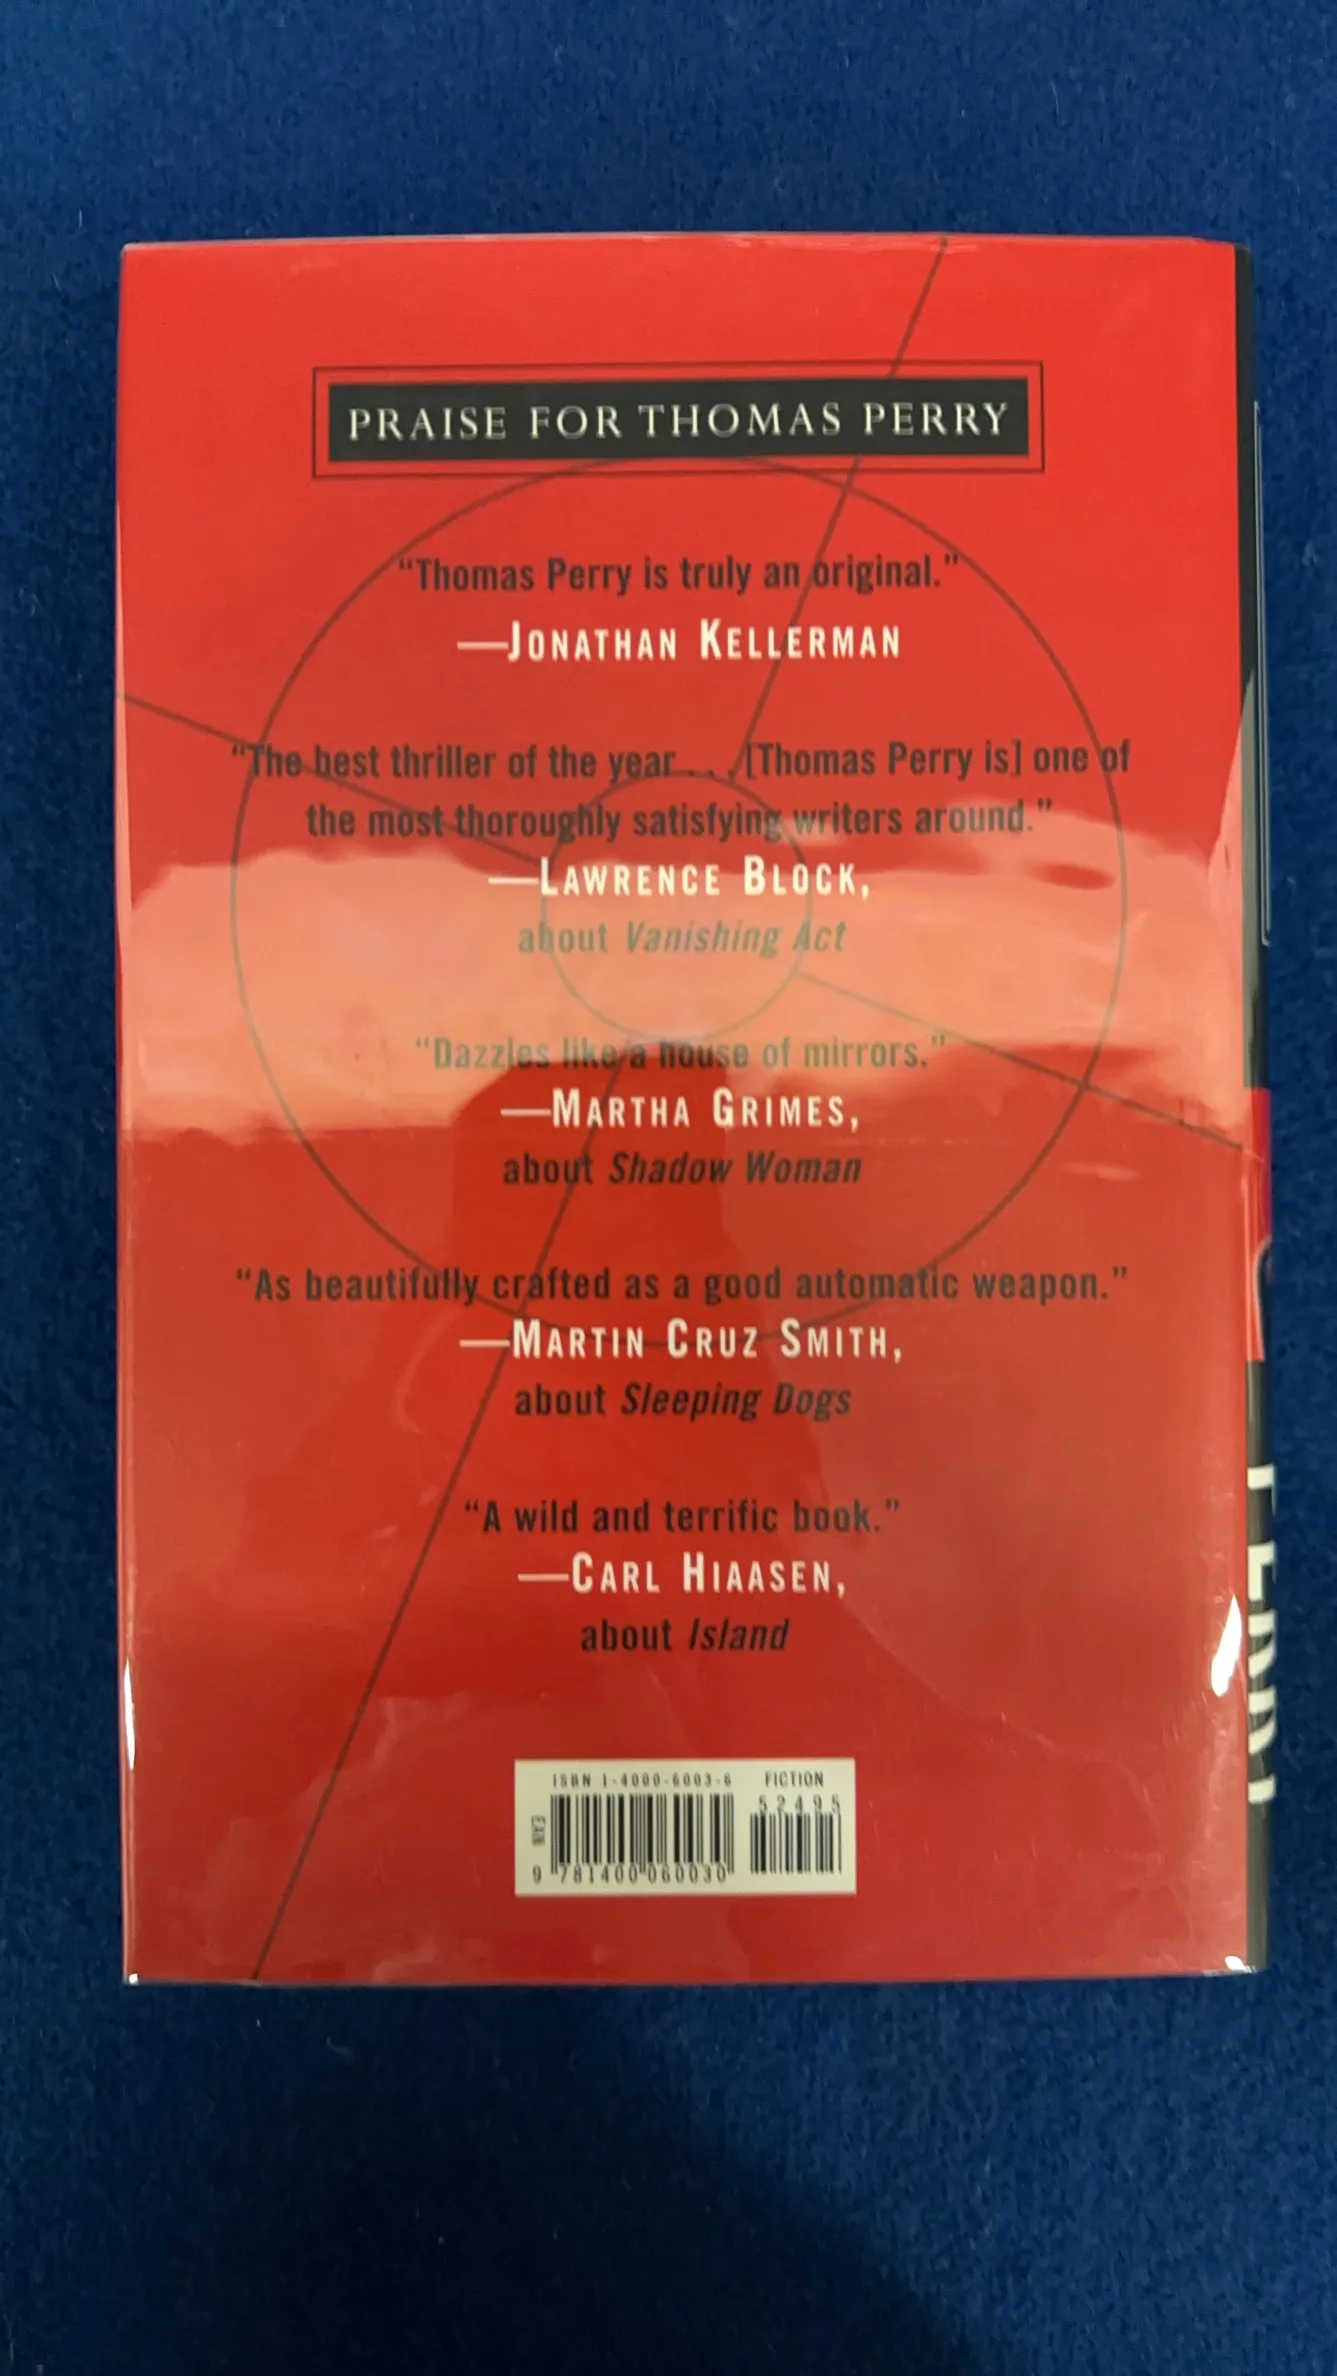 PRAISE FOR THOMAS PERRY
“Thomas Perry is truly an original.”
—JONATHAN KELLERMAN
“The best thriller of the year . . . [Thomas Perry is] one of
the most thoroughly satisfying writers around.”
—LAWRENCE BLOCK,
about Vanishing Act
“Dazzles like a house of mirrors.”
—MARTHA GRIMES,
about Shadow Woman
“As beautifully crafted as a good automatic weapon.”
—MARTIN CRUZ SMITH,
about Sleeping Dogs
“A wild and terrific book.”
—CARL HIAASEN,
about Island
ISBN 1-4000-6003-6 FICTION
52495
EAN
9 781400 060030